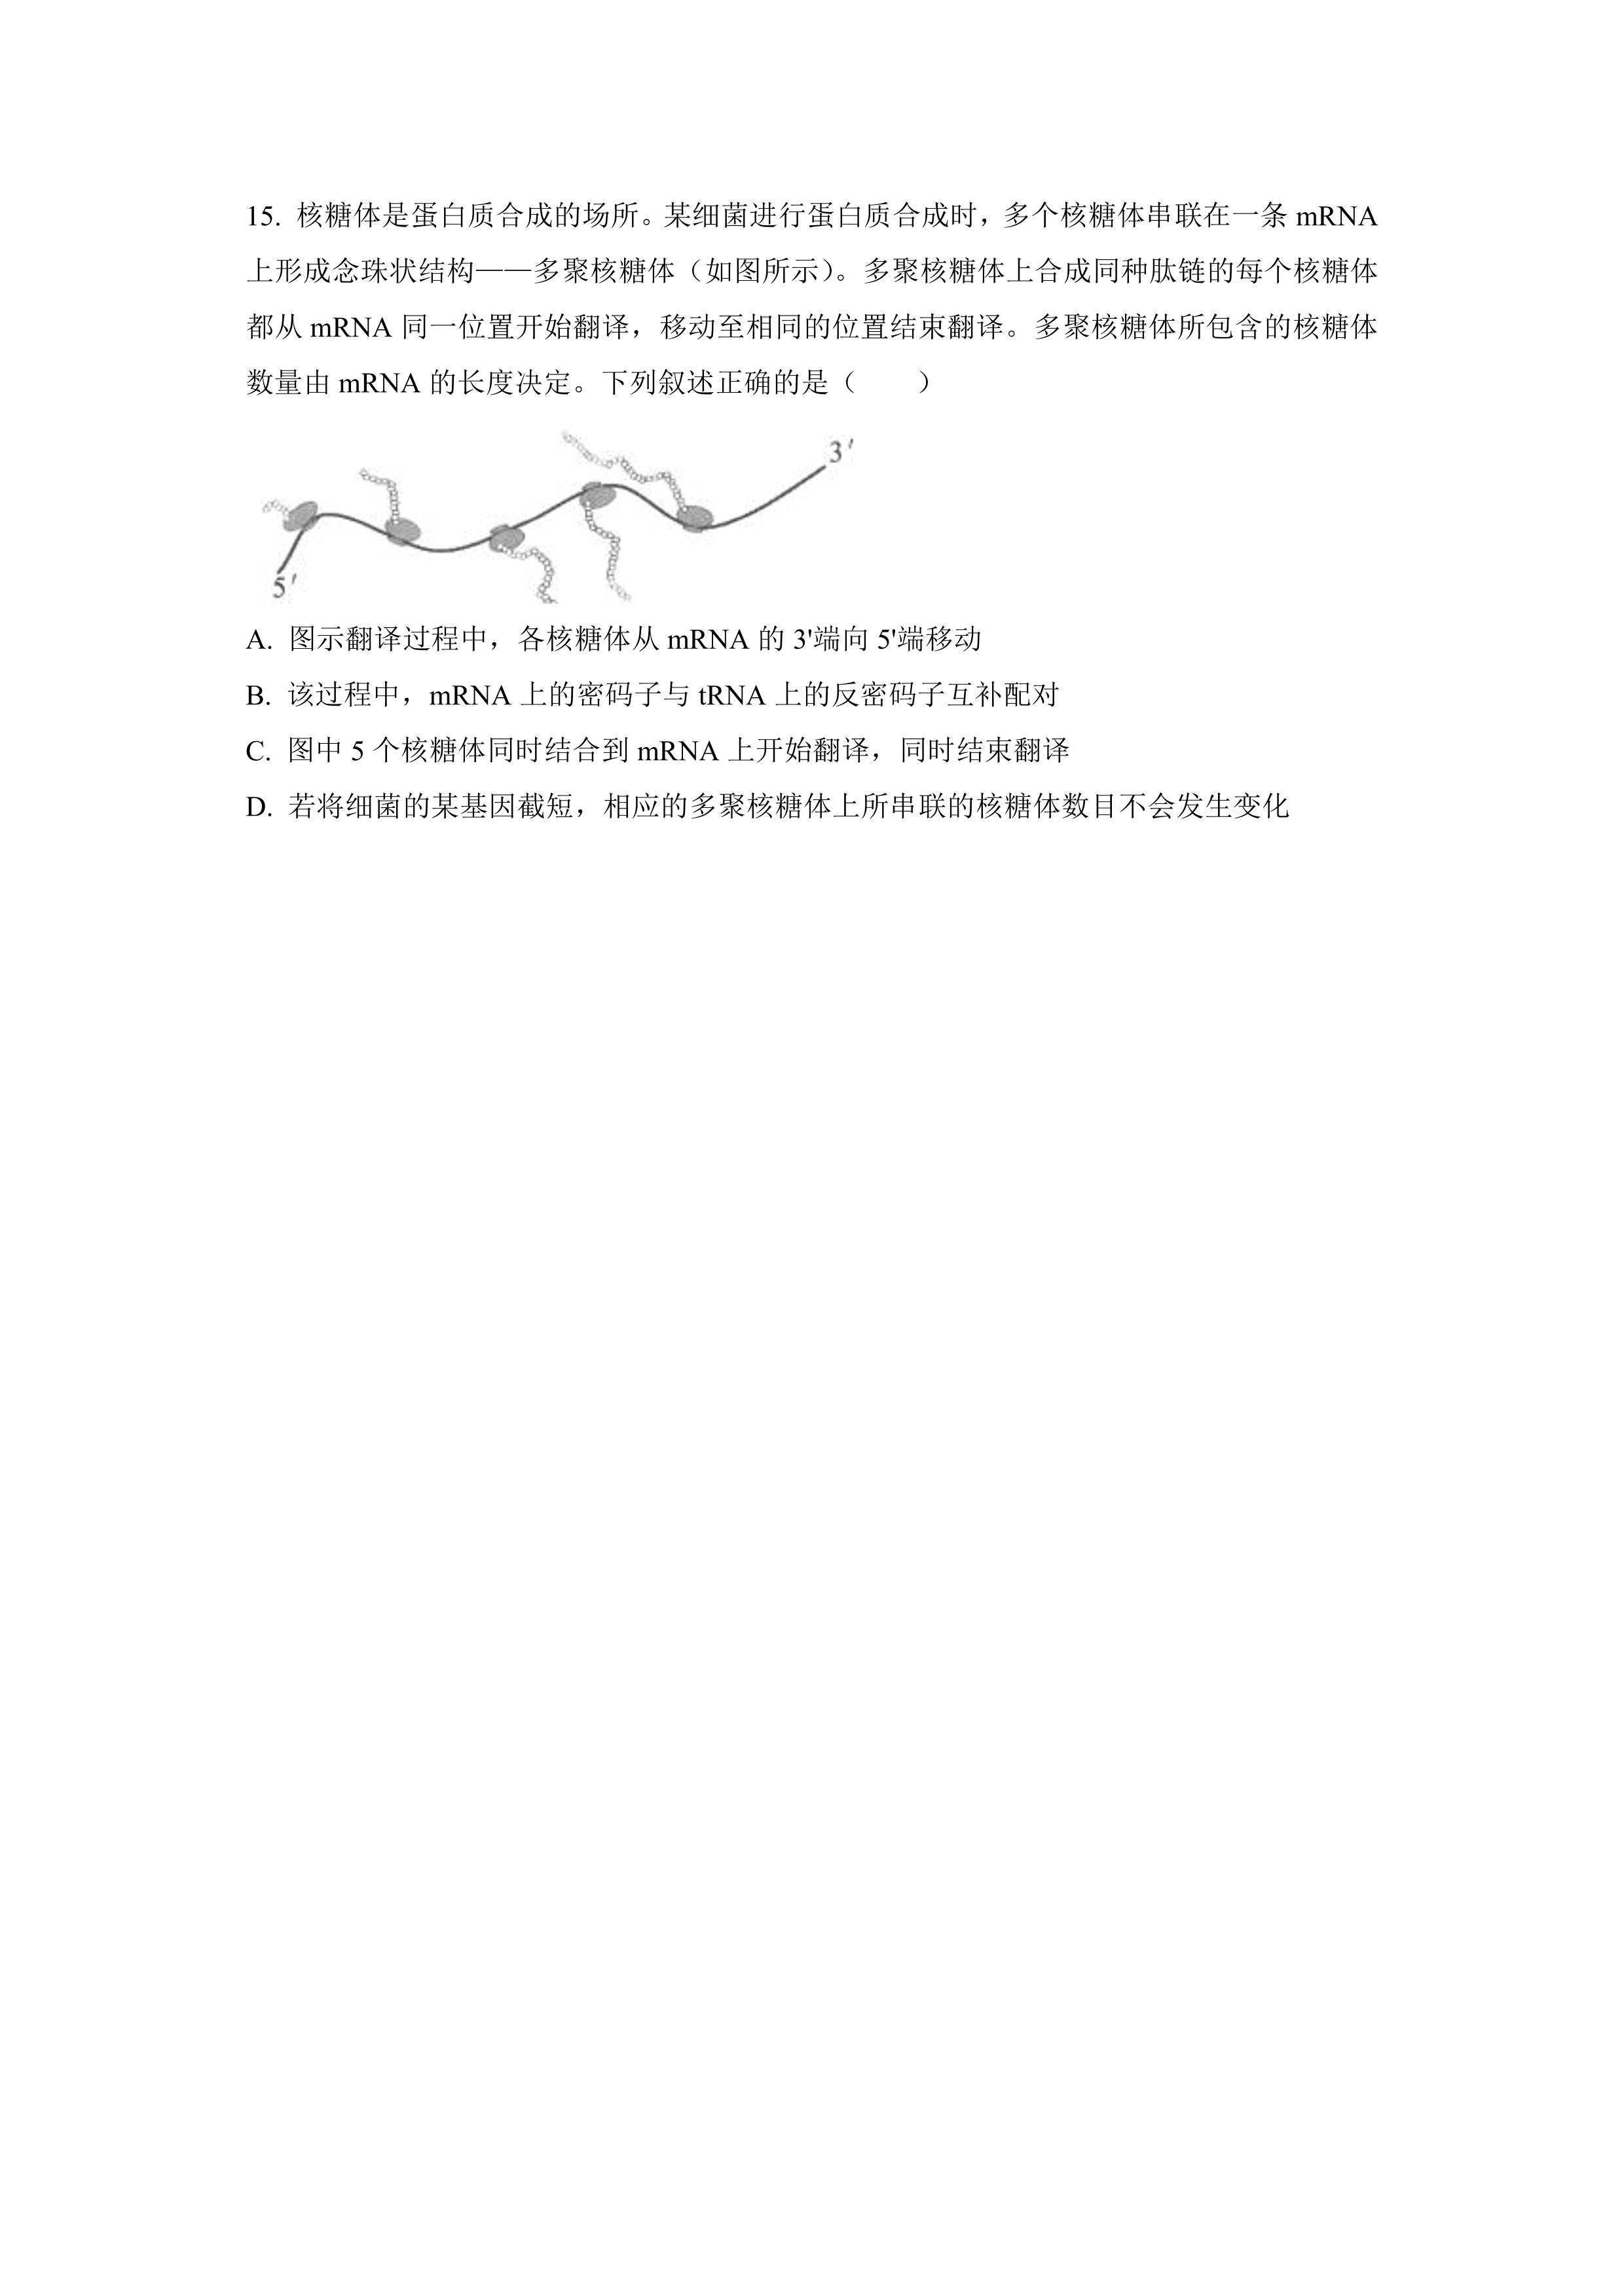 15. 核糖体是蛋白质合成的场所。某细菌进行蛋白质合成时，多个核糖体串联在一条 mRNA
上形成念珠状结构——多聚核糖体（如图所示）。多聚核糖体上合成同种肽链的每个核糖体
都从 mRNA 同一位置开始翻译，移动至相同的位置结束翻译。多聚核糖体所包含的核糖体
数量由 mRNA 的长度决定。下列叙述正确的是（　　）
3′
5′
A. 图示翻译过程中，各核糖体从 mRNA 的 3'端向 5'端移动
B. 该过程中，mRNA 上的密码子与 tRNA 上的反密码子互补配对
C. 图中 5 个核糖体同时结合到 mRNA 上开始翻译，同时结束翻译
D. 若将细菌的某基因截短，相应的多聚核糖体上所串联的核糖体数目不会发生变化